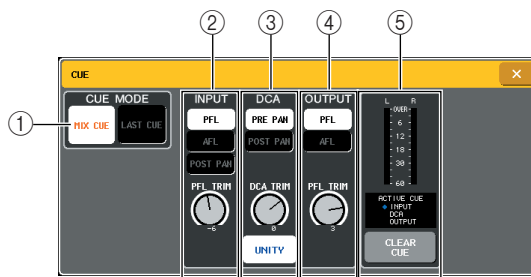 ② ③ ④ ⑤
①
CUE ×
CUE MODE
MIX CUE LAST CUE
INPUT
PFL
AFL
POST PAN
PFL TRIM
-6
DCA
PRE PAN
POST PAN
DCA TRIM
0
UNITY
OUTPUT
PFL
AFL
PFL TRIM
3
L R
OVER
6
12
18
30
60
ACTIVE CUE
INPUT
DCA
OUTPUT
CLEAR
CUE